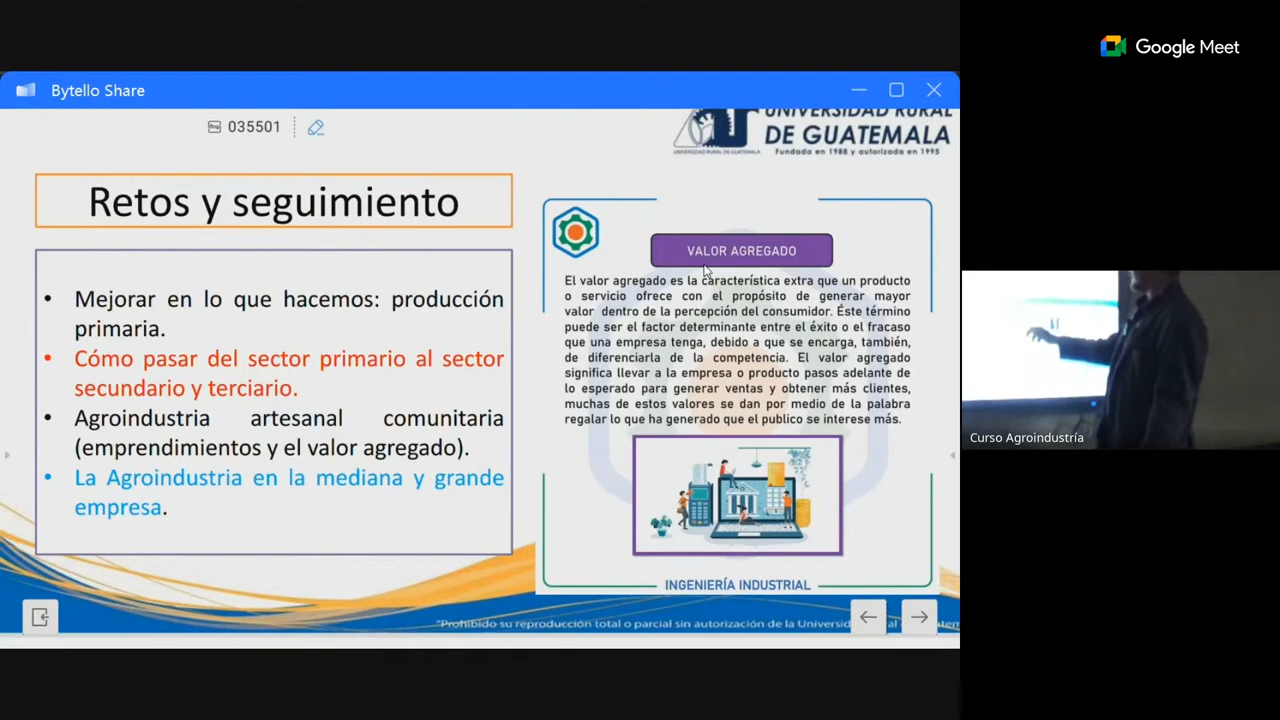 Google Meet
Bytello Share
035501
UNIVERSIDAD RURAL
DE GUATEMALA
Fundada en 1988 y autorizada en 1995
UNIVERSIDAD RURAL DE GUATEMALA
Retos y seguimiento
• Mejorar en lo que hacemos: producción
primaria.
• Cómo pasar del sector primario al sector
secundario y terciario.
• Agroindustria artesanal comunitaria
(emprendimientos y el valor agregado).
• La Agroindustria en la mediana y grande
empresa.
VALOR AGREGADO
El valor agregado es la característica extra que un producto
o servicio ofrece con el propósito de generar mayor
valor dentro de la percepción del consumidor. Éste término
puede ser el factor determinante entre el éxito o el fracaso
que una empresa tenga, debido a que se encarga, también,
de diferenciarla de la competencia. El valor agregado
significa llevar a la empresa o producto pasos adelante de
lo esperado para generar ventas y obtener más clientes,
muchas de estos valores se dan por medio de la palabra
regalar lo que ha generado que el publico se interese más.
INGENIERÍA INDUSTRIAL
"Prohibido su reproducción total o parcial sin autorización de la
Curso Agroindustría